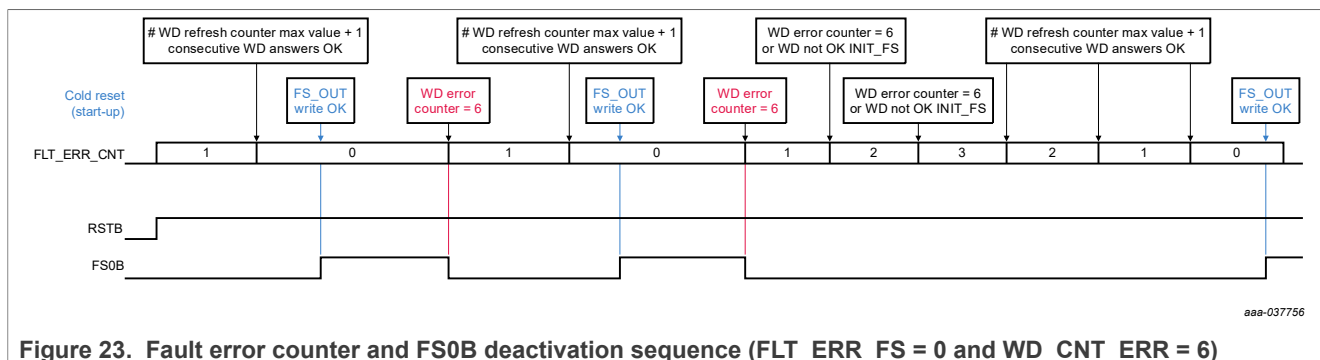 # WD refresh counter max value + 1
consecutive WD answers OK
# WD refresh counter max value + 1
consecutive WD answers OK
WD error counter = 6
or WD not OK INIT_FS
# WD refresh counter max value + 1
consecutive WD answers OK
Cold reset
(start-up)
FS_OUT
write OK
WD error
counter = 6
FS_OUT
write OK
WD error
counter = 6
WD error counter = 6
or WD not OK INIT_FS
FS_OUT
write OK
FLT_ERR_CNT 1 0 1 0 1 2 3 2 1 0
RSTB
FS0B
aaa-037756
Figure 23. Fault error counter and FS0B deactivation sequence (FLT_ERR_FS = 0 and WD_CNT_ERR = 6)